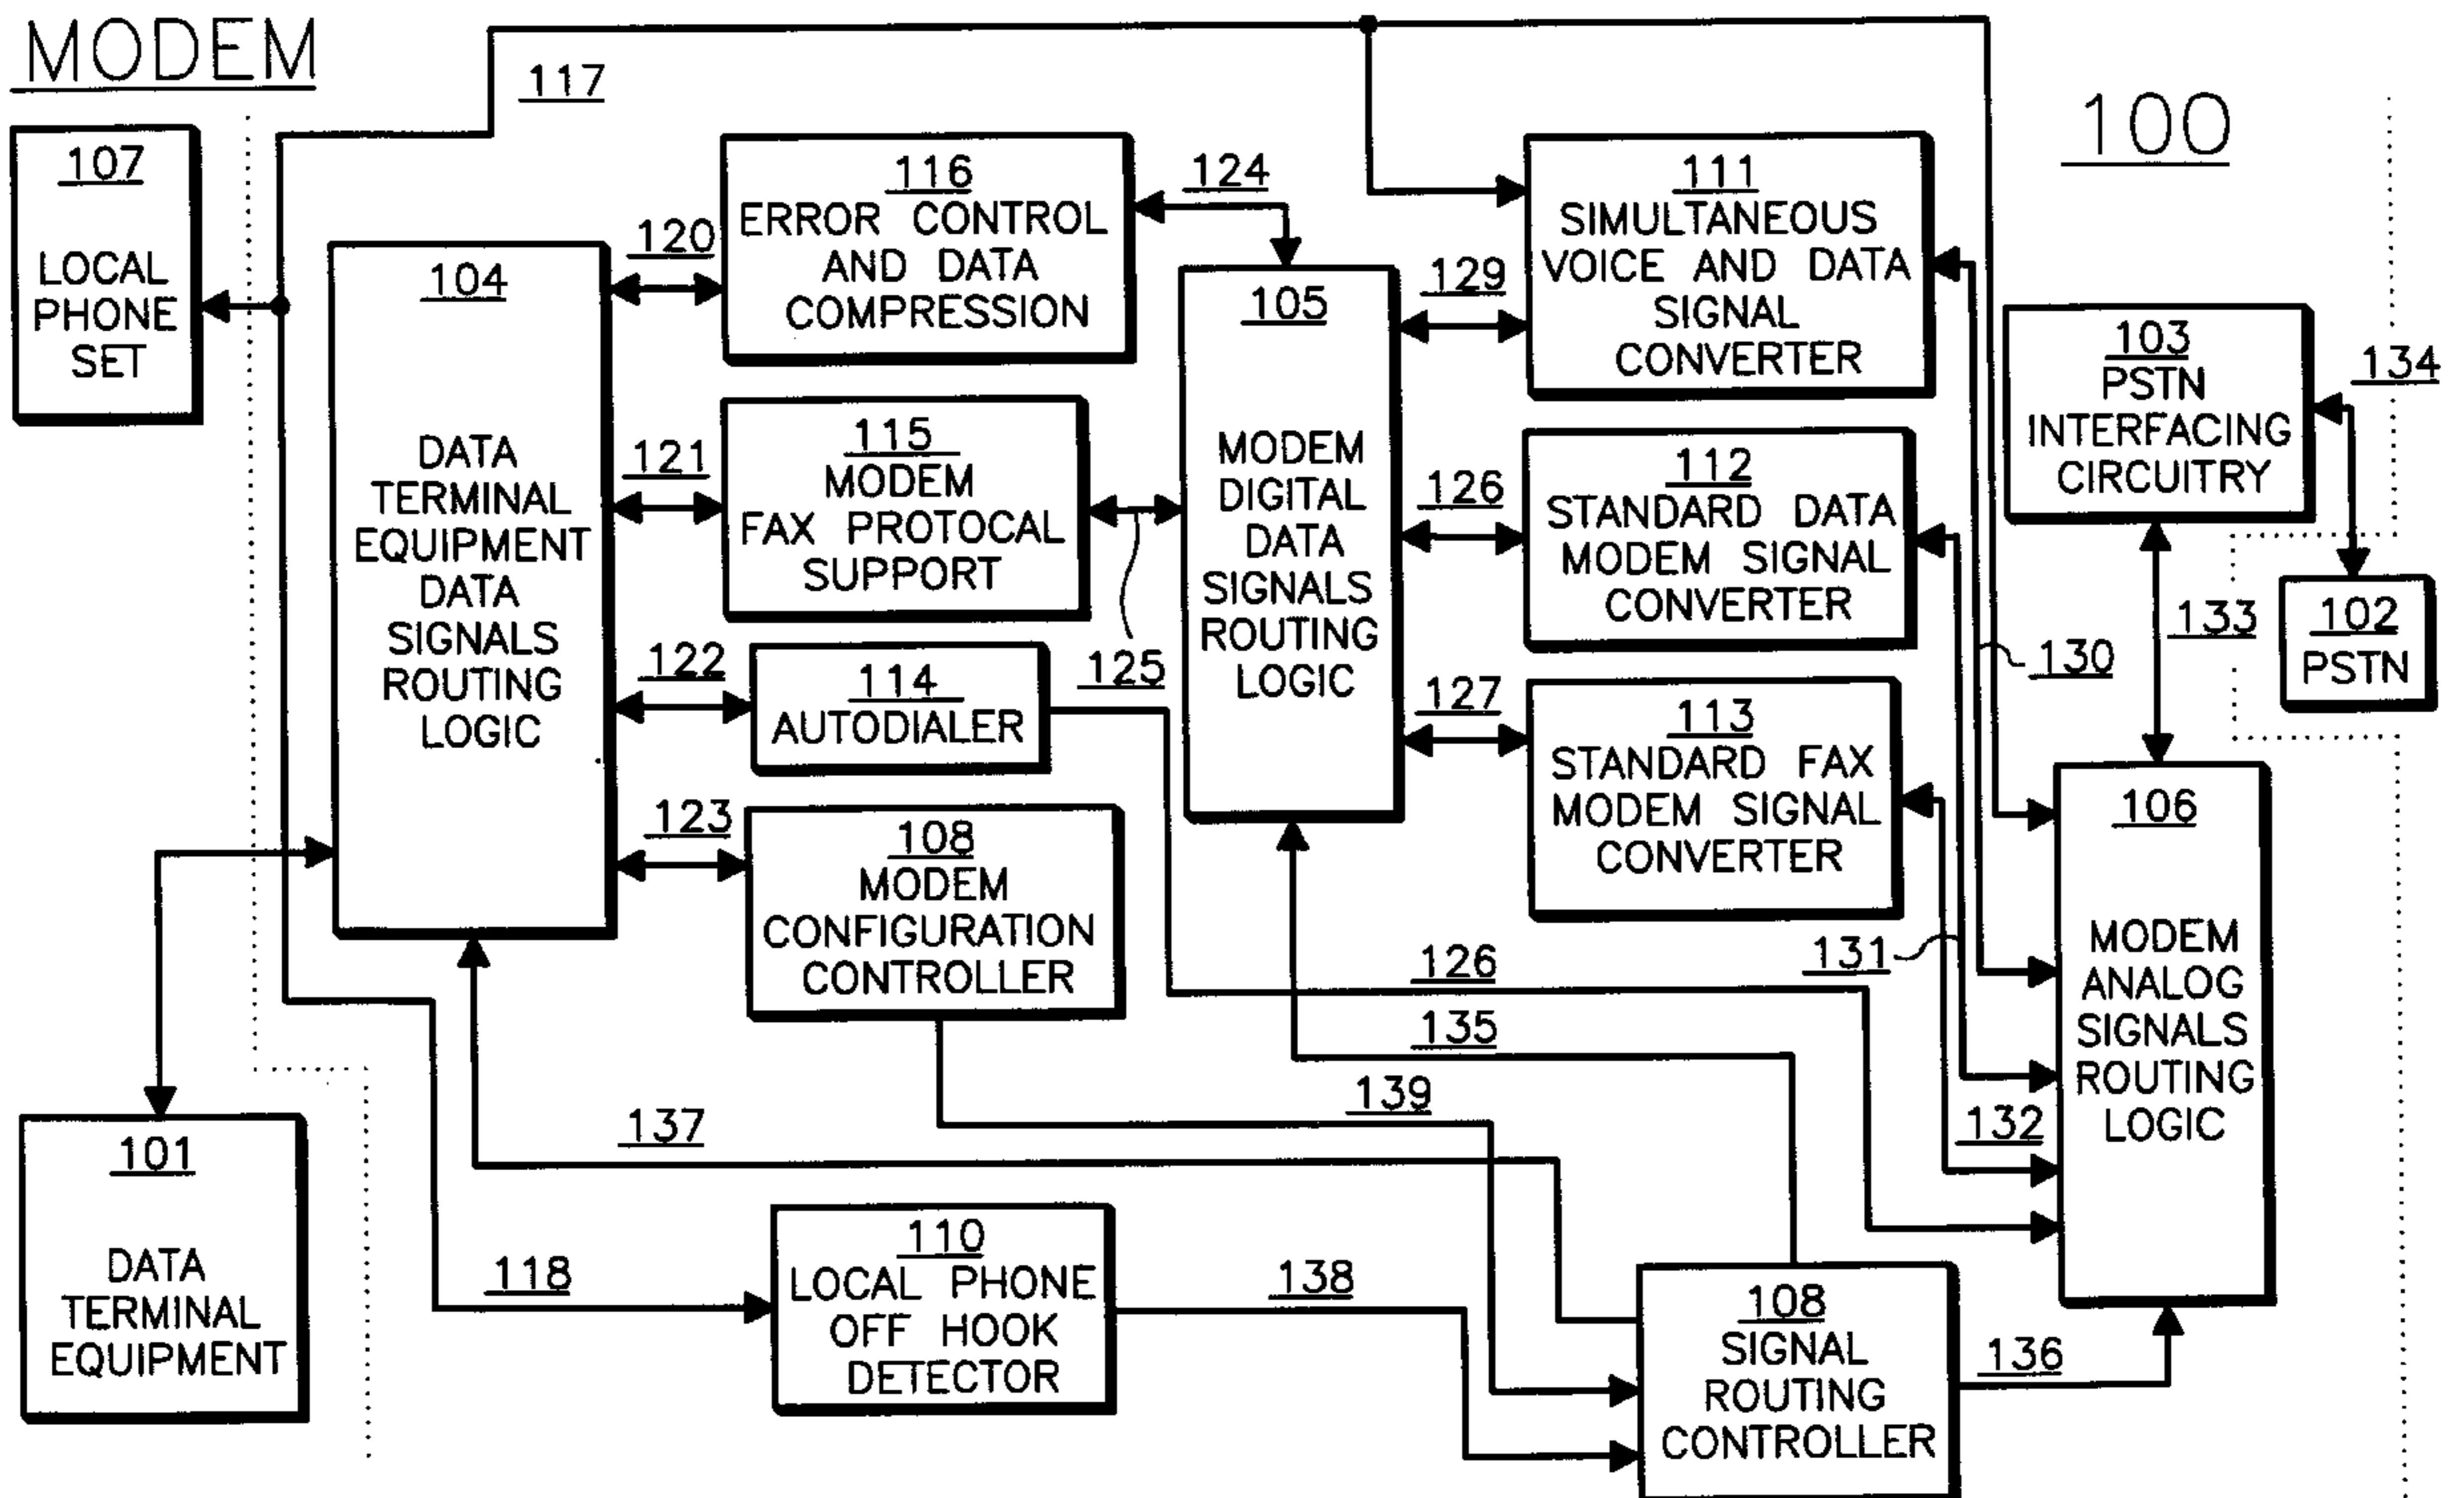 MODEM
100
117
107
LOCAL
PHONE
SET
104
DATA
TERMINAL
EQUIPMENT
DATA
SIGNALS
ROUTING
LOGIC
120
116
ERROR CONTROL
AND DATA
COMPRESSION
124
121
115
MODEM
FAX PROTOCAL
SUPPORT
125
122
114
AUTODIALER
123
108
MODEM
CONFIGURATION
CONTROLLER
105
MODEM
DIGITAL
DATA
SIGNALS
ROUTING
LOGIC
129
111
SIMULTANEOUS
VOICE AND DATA
SIGNAL
CONVERTER
126
112
STANDARD DATA
MODEM SIGNAL
CONVERTER
127
113
STANDARD FAX
MODEM SIGNAL
CONVERTER
103
PSTN
INTERFACING
CIRCUITRY
134
133
102
PSTN
130
131
132
106
MODEM
ANALOG
SIGNALS
ROUTING
LOGIC
126
135
139
137
101
DATA
TERMINAL
EQUIPMENT
118
110
LOCAL PHONE
OFF HOOK
DETECTOR
138
108
SIGNAL
ROUTING
CONTROLLER
136